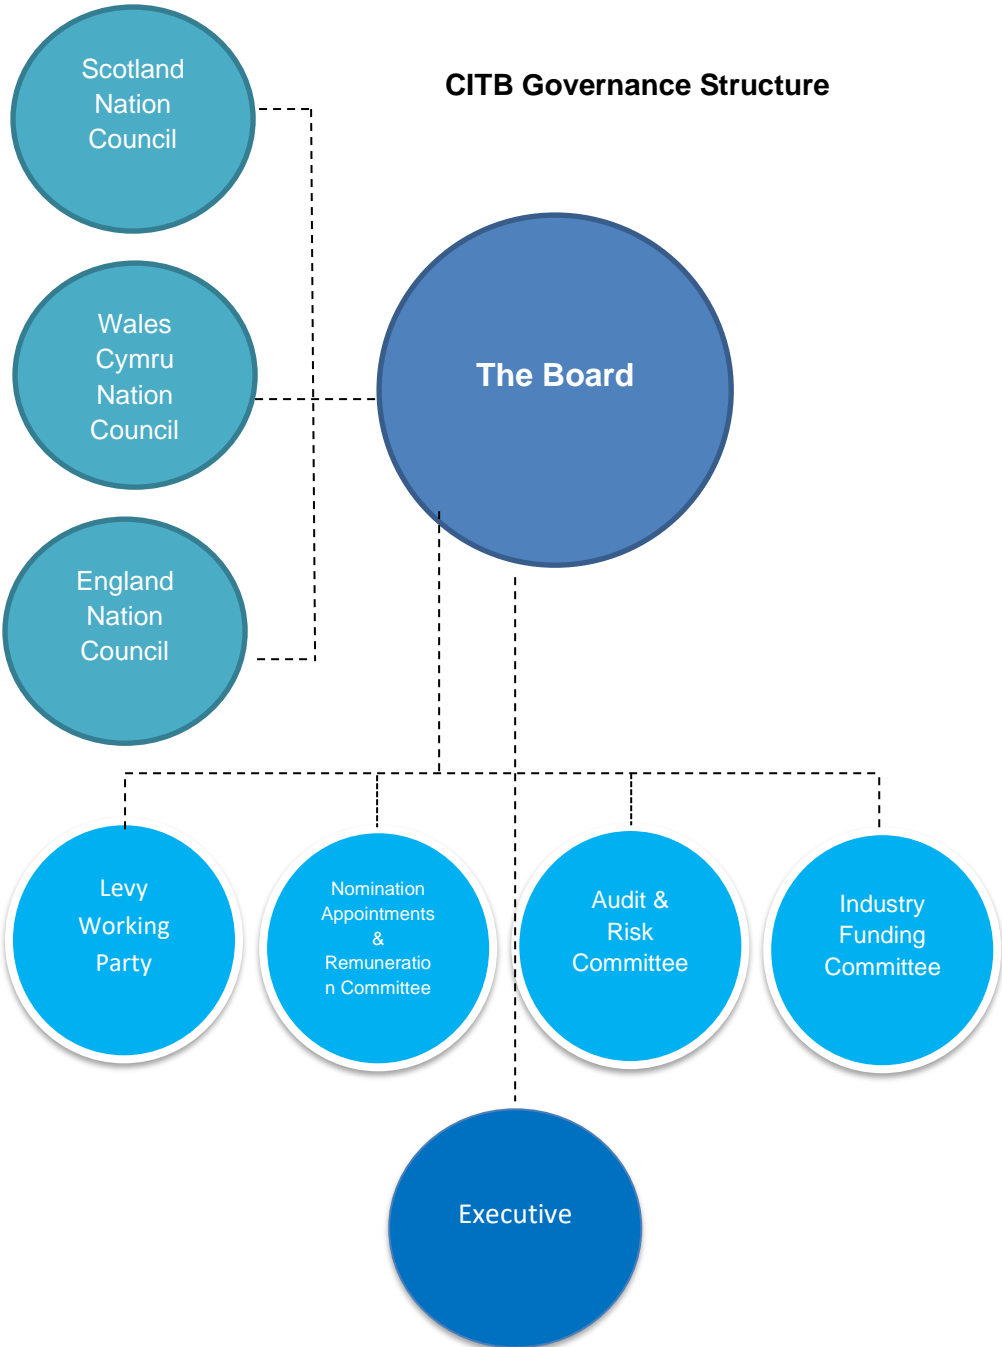 CITB Governance Structure
Scotland
Nation
Council
Wales
Cymru
Nation
Council
England
Nation
Council
The Board
Levy
Working
Party
Nomination
Appointments
&
Remuneratio
n Committee
Audit &
Risk
Committee
Industry
Funding
Committee
Executive